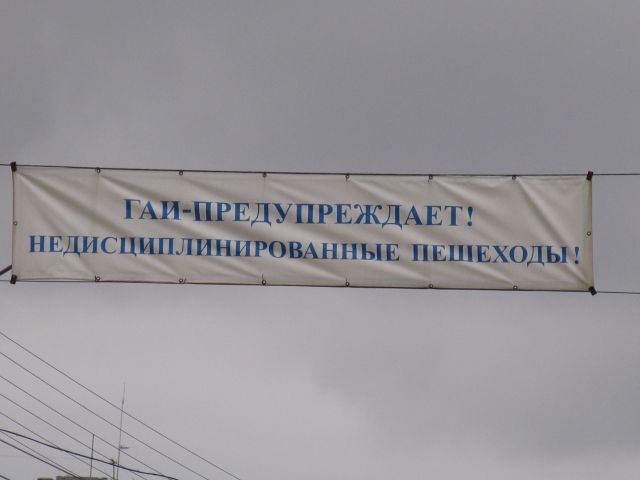 ГАИ-ПРЕДУПРЕЖДАЕТ!
НЕДИСЦИПЛИНИРОВАННЫЕ ПЕШЕХОДЫ!